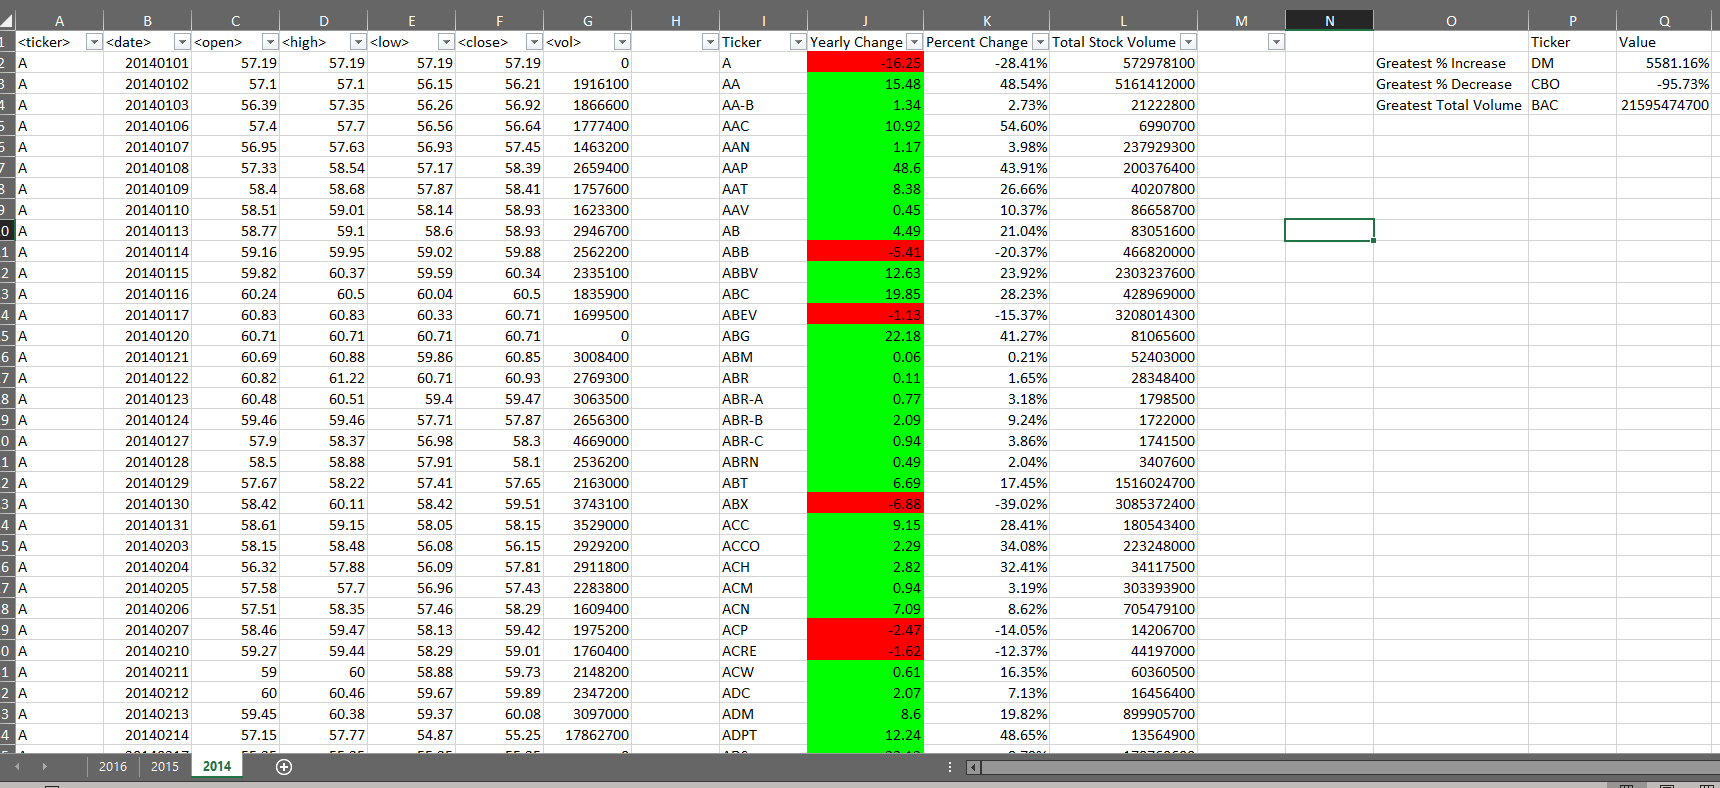 A B C D E F G H I J K L M N O P Q
1 <ticker> <date> <open> <high> <low> <close> <vol> Ticker Yearly Change Percent Change Total Stock Volume Ticker Value
2 A 20140101 57.19 57.19 57.19 57.19 0 A -16.25 -28.41% 572978100 Greatest % Increase DM 5581.16%
3 A 20140102 57.1 57.1 56.15 56.21 1916100 AA 15.48 48.54% 5161412000 Greatest % Decrease CBO -95.73%
4 A 20140103 56.39 57.35 56.26 56.92 1866600 AA-B 1.34 2.73% 21222800 Greatest Total Volume BAC 21595474700
5 A 20140106 57.4 57.7 56.56 56.64 1777400 AAC 10.92 54.60% 6990700
6 A 20140107 56.95 57.63 56.93 57.45 1463200 AAN 1.17 3.98% 237929300
7 A 20140108 57.33 58.54 57.17 58.39 2659400 AAP 48.6 43.91% 200376400
8 A 20140109 58.4 58.68 57.87 58.41 1757600 AAT 8.38 26.66% 40207800
9 A 20140110 58.51 59.01 58.14 58.93 1623300 AAV 0.45 10.37% 86658700
0 A 20140113 58.77 59.1 58.6 58.93 2946700 AB 4.49 21.04% 83051600
1 A 20140114 59.16 59.95 59.02 59.88 2562200 ABB -5.41 -20.37% 466820000
2 A 20140115 59.82 60.37 59.59 60.34 2335100 ABBV 12.63 23.92% 2303237600
3 A 20140116 60.24 60.5 60.04 60.5 1835900 ABC 19.85 28.23% 428969000
4 A 20140117 60.83 60.83 60.33 60.71 1699500 ABEV -1.13 -15.37% 3208014300
5 A 20140120 60.71 60.71 60.71 60.71 0 ABG 22.18 41.27% 81065600
6 A 20140121 60.69 60.88 59.86 60.85 3008400 ABM 0.06 0.21% 52403000
7 A 20140122 60.82 61.22 60.71 60.93 2769300 ABR 0.11 1.65% 28348400
8 A 20140123 60.48 60.51 59.4 59.47 3063500 ABR-A 0.77 3.18% 1798500
9 A 20140124 59.46 59.46 57.71 57.87 2656300 ABR-B 2.09 9.24% 1722000
0 A 20140127 57.9 58.37 56.98 58.3 4669000 ABR-C 0.94 3.86% 1741500
1 A 20140128 58.5 58.88 57.91 58.1 2536200 ABRN 0.49 2.04% 3407600
2 A 20140129 57.67 58.22 57.41 57.65 2163000 ABT 6.69 17.45% 1516024700
3 A 20140130 58.42 60.11 58.42 59.51 3743100 ABX -6.88 -39.02% 3085372400
4 A 20140131 58.61 59.15 58.05 58.15 3529000 ACC 9.15 28.41% 180543400
5 A 20140203 58.15 58.48 56.08 56.15 2929200 ACCO 2.29 34.08% 223248000
6 A 20140204 56.32 57.88 56.09 57.81 2911800 ACH 2.82 32.41% 34117500
7 A 20140205 57.58 57.7 56.96 57.43 2283800 ACM 0.94 3.19% 303393900
8 A 20140206 57.51 58.35 57.46 58.29 1609400 ACN 7.09 8.62% 705479100
9 A 20140207 58.46 59.47 58.13 59.42 1975200 ACP -2.47 -14.05% 14206700
0 A 20140210 59.27 59.44 58.29 59.01 1760400 ACRE -1.62 -12.37% 44197000
1 A 20140211 59 60 58.88 59.73 2148200 ACW 0.61 16.35% 60360500
2 A 20140212 60 60.46 59.67 59.89 2347200 ADC 2.07 7.13% 16456400
3 A 20140213 59.45 60.38 59.37 60.08 3097000 ADM 8.6 19.82% 899905700
4 A 20140214 57.15 57.77 54.87 55.25 17862700 ADPT 12.24 48.65% 13564900
2016 2015 2014